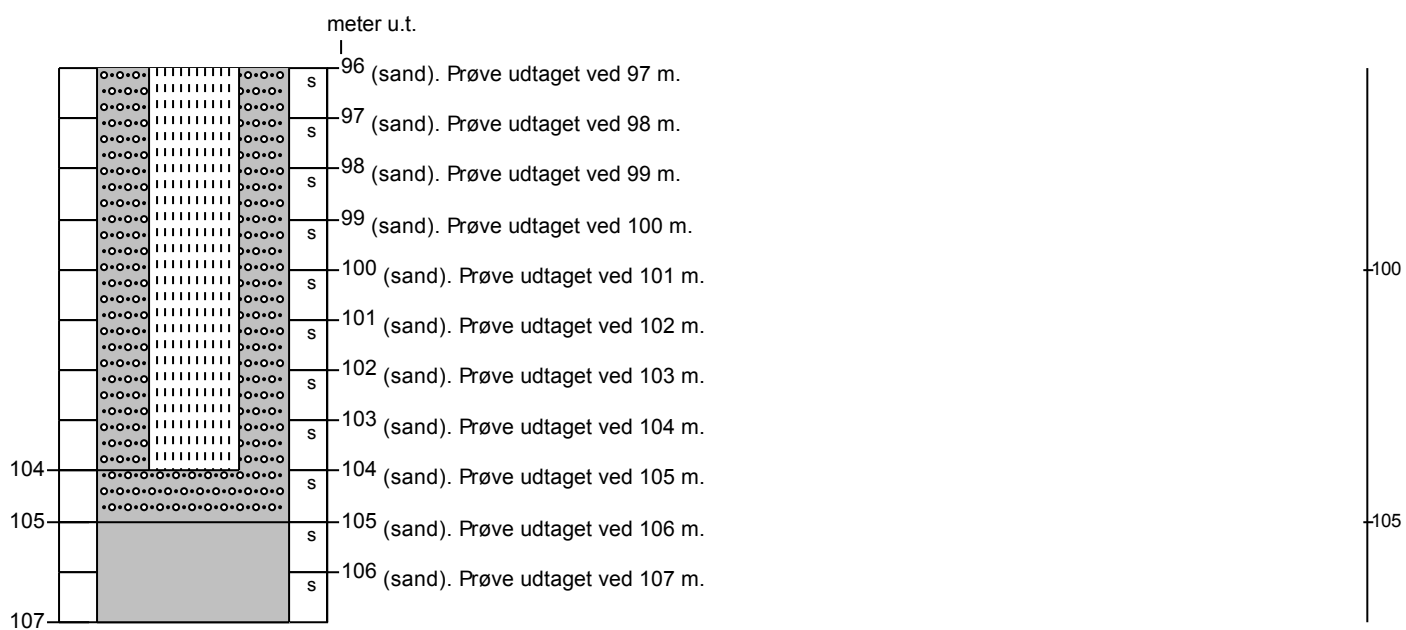 meter u.t.
96 (sand). Prøve udtaget ved 97 m.
s
97 (sand). Prøve udtaget ved 98 m.
s
98 (sand). Prøve udtaget ved 99 m.
s
99 (sand). Prøve udtaget ved 100 m.
s
100 (sand). Prøve udtaget ved 101 m. 100
s
101 (sand). Prøve udtaget ved 102 m.
s
102 (sand). Prøve udtaget ved 103 m.
s
103 (sand). Prøve udtaget ved 104 m.
s
104 104 (sand). Prøve udtaget ved 105 m.
s
105 105 (sand). Prøve udtaget ved 106 m. 105
s
106 (sand). Prøve udtaget ved 107 m.
s
107